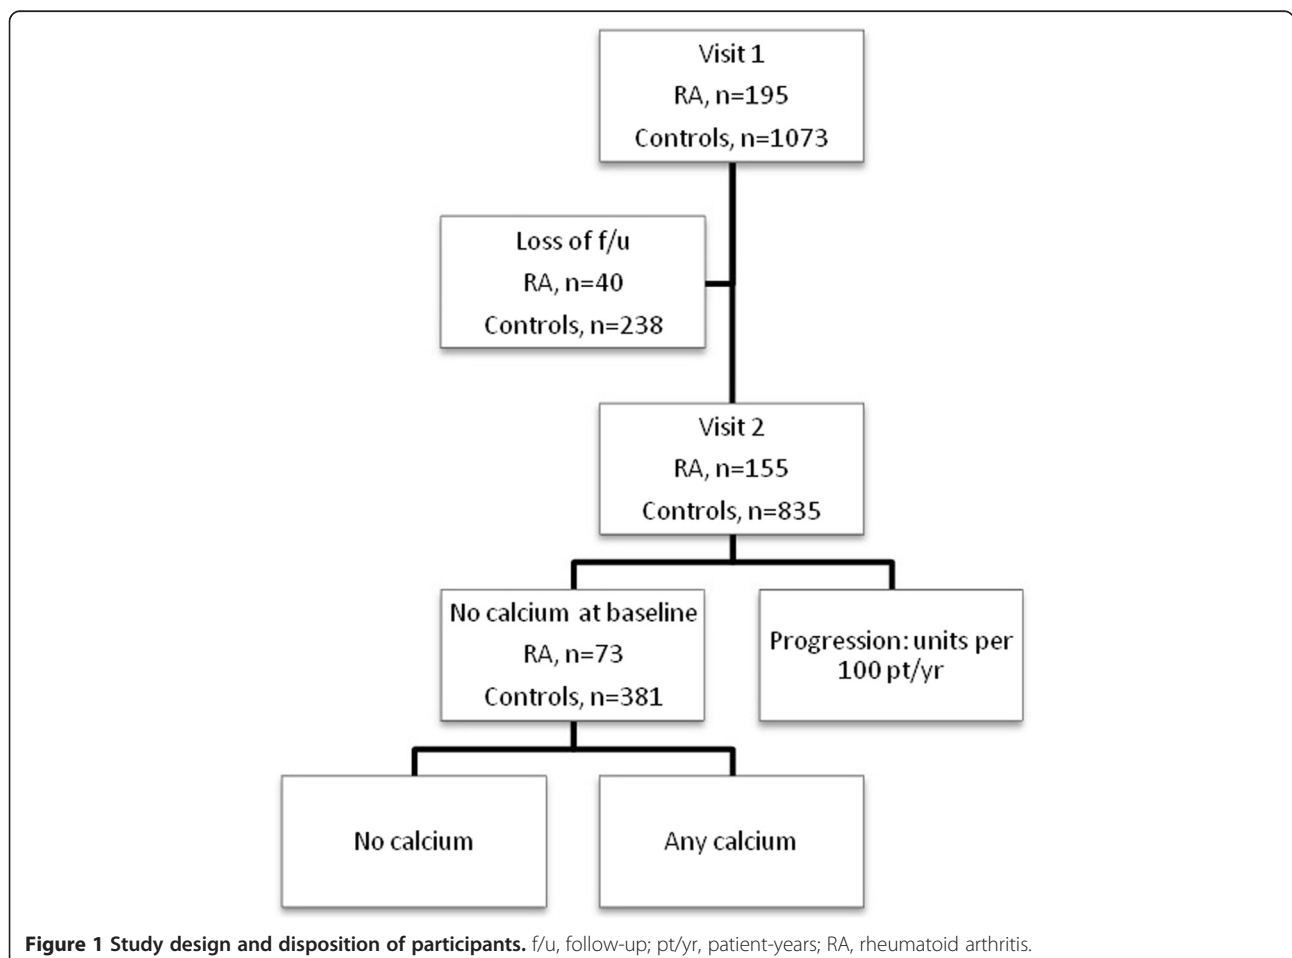 Visit 1
RA, n=195
Controls, n=1073
Loss of f/u
RA, n=40
Controls, n=238
Visit 2
RA, n=155
Controls, n=835
No calcium at baseline
RA, n=73
Controls, n=381
Progression: units per
100 pt/yr
No calcium
Any calcium
Figure 1 Study design and disposition of participants. f/u, follow-up; pt/yr, patient-years; RA, rheumatoid arthritis.